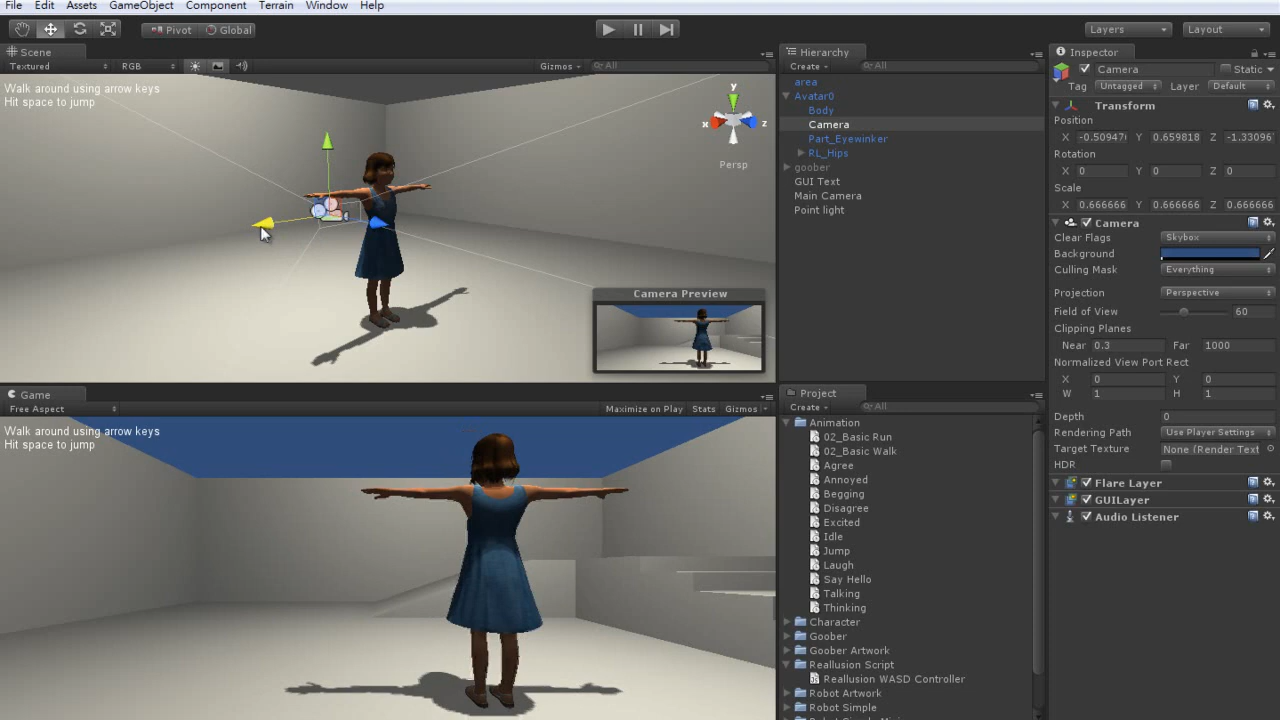 File Edit Assets GameObject Component Terrain Window Help
Pivot Global Layers Layout
Scene
Textured RGB Gizmos All
Walk around using arrow keys
Hit space to jump
y
x z
Persp
Camera Preview
Game
Free Aspect Maximize on Play Stats Gizmos
Walk around using arrow keys
Hit space to jump
Hierarchy
Create All
area
Avatar0
Body
Camera
Part_Eyewinker
RL_Hips
goober
GUI Text
Main Camera
Point light
Project
Create All
Animation
02_Basic Run
02_Basic Walk
Agree
Annoyed
Begging
Disagree
Excited
Idle
Jump
Laugh
Say Hello
Talking
Thinking
Character
Goober
Goober Artwork
Reallusion Script
Reallusion WASD Controller
Robot Artwork
Robot Simple
Inspector
Camera Static
Tag Untagged Layer Default
Transform
Position
X -0.50947 Y 0.659818 Z -1.33096
Rotation
X 0 Y 0 Z 0
Scale
X 0.666666 Y 0.666666 Z 0.666666
Camera
Clear Flags Skybox
Background
Culling Mask Everything
Projection Perspective
Field of View 60
Clipping Planes
Near 0.3 Far 1000
Normalized View Port Rect
X 0 Y 0
W 1 H 1
Depth 0
Rendering Path Use Player Settings
Target Texture None (Render Text
HDR
Flare Layer
GUILayer
Audio Listener